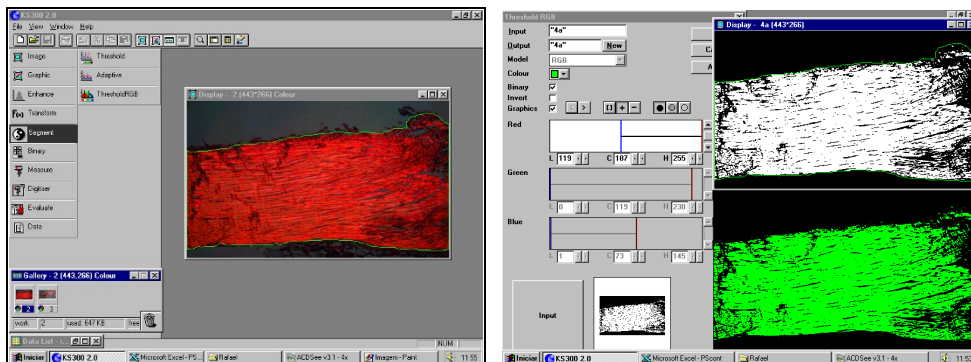 KS300 2.0
File View Window Help
Image
Threshold
Graphic
Adaptive
Enhance
ThresholdRGB
F(x) Transform
Segment
Binary
Measure
Digitiser
Evaluate
Data
Display - 2 (443*266) Colour
Gallery - 2 (443.266) Colour
2 3
work 2 used: 647 KB free
Data List - r...
NUM
Iniciar KS300 2.0 Microsoft Excel - PS... Rafael ACDSee v3.1 - 4x Imagem - Paint 11:55
Threshold RGB
Input "4a"
Output "4a" New
Model RGB
Colour
Binary
Invert
Graphics
Red
L 119 C 187 H 255
Green
L 0 C 119 H 238
Blue
L 1 C 73 H 145
Input
Display - 4a (443*266)
Iniciar KS300 2.0 Microsoft Excel - PScont Rafael ACDSee v3.1 - 4x